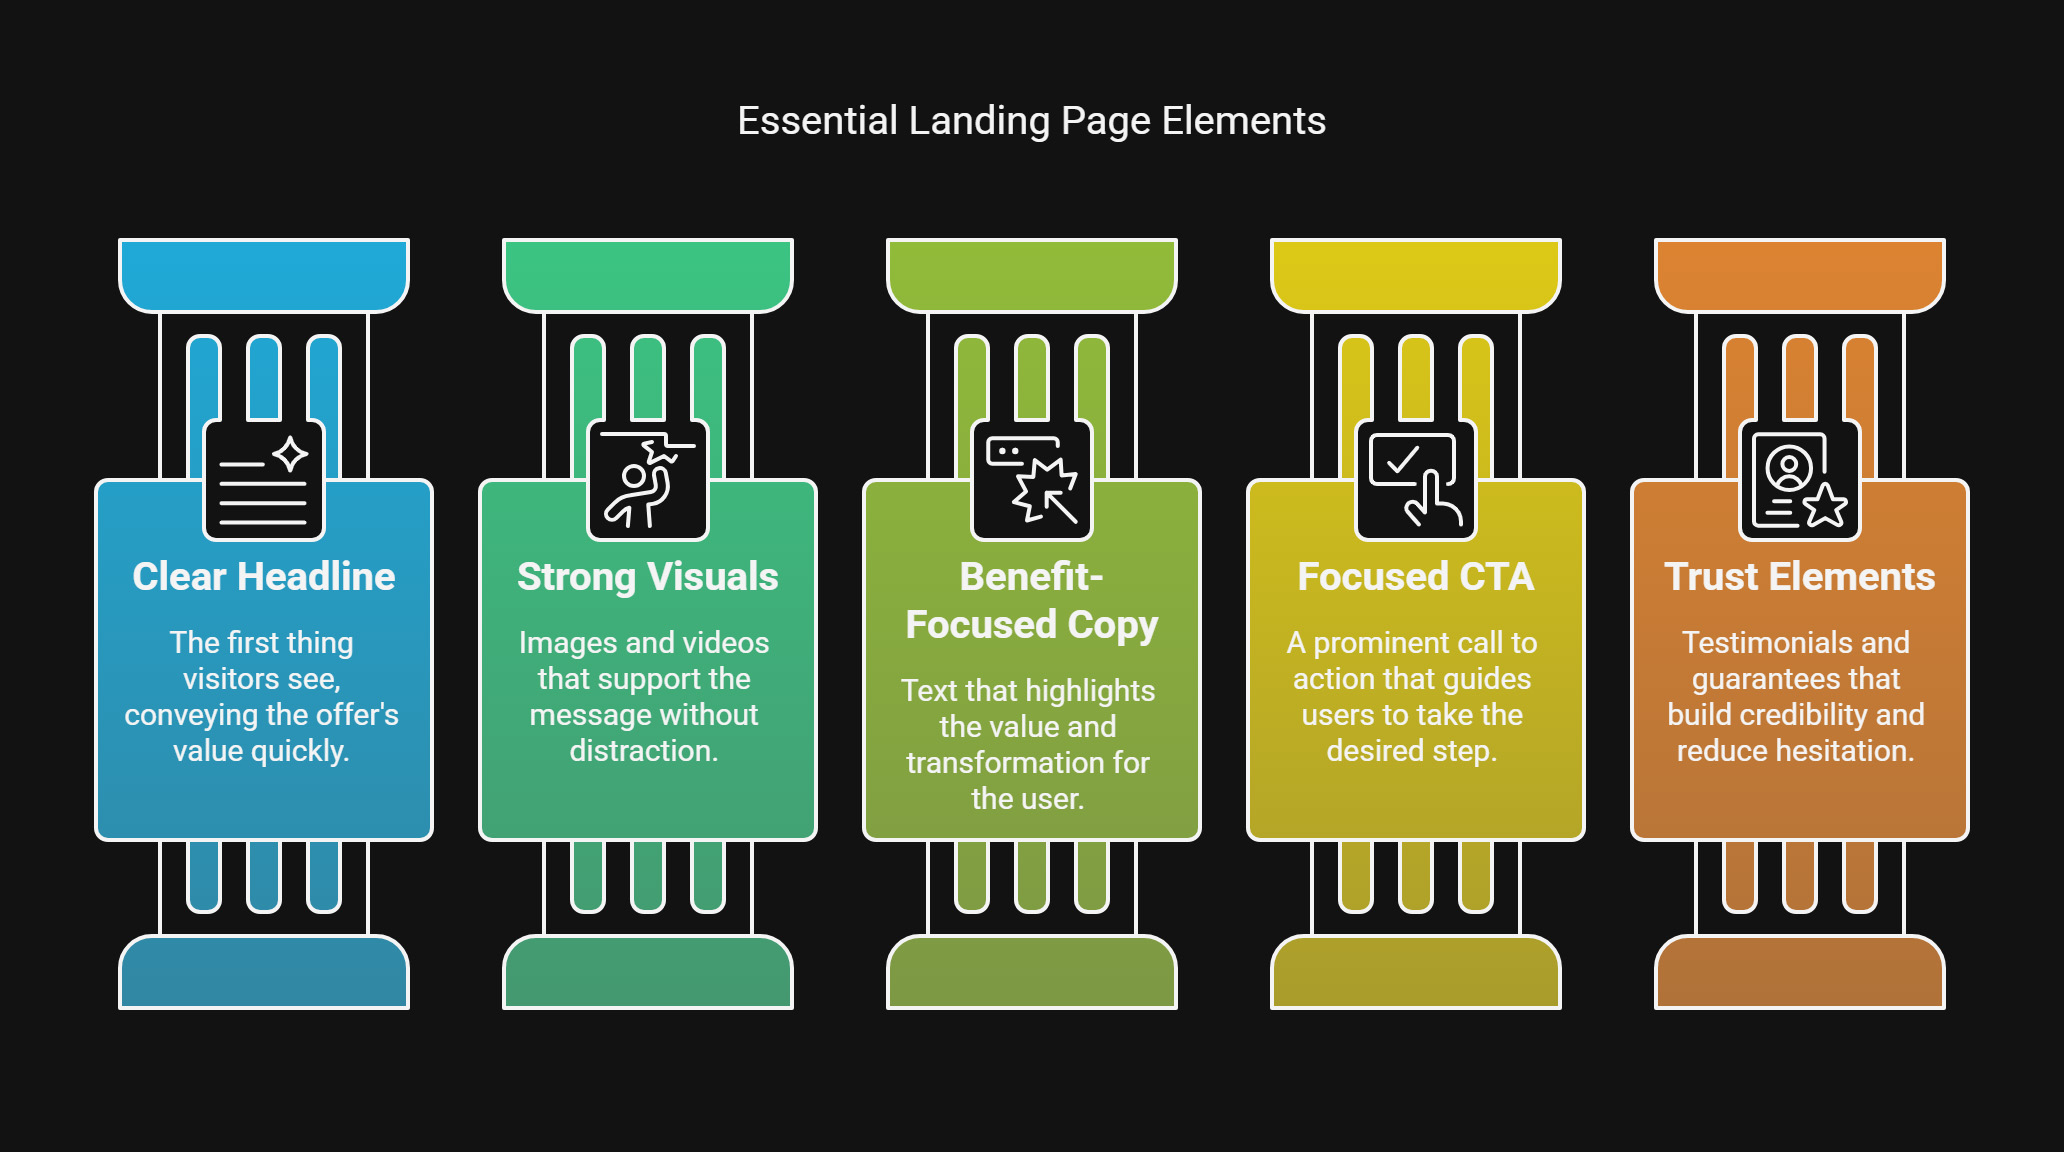 Essential Landing Page Elements
Clear Headline
The first thing
visitors see,
conveying the offer's
value quickly.
Strong Visuals
Images and videos
that support the
message without
distraction.
Benefit-
Focused Copy
Text that highlights
the value and
transformation for
the user.
Focused CTA
A prominent call to
action that guides
users to take the
desired step.
Trust Elements
Testimonials and
guarantees that
build credibility and
reduce hesitation.